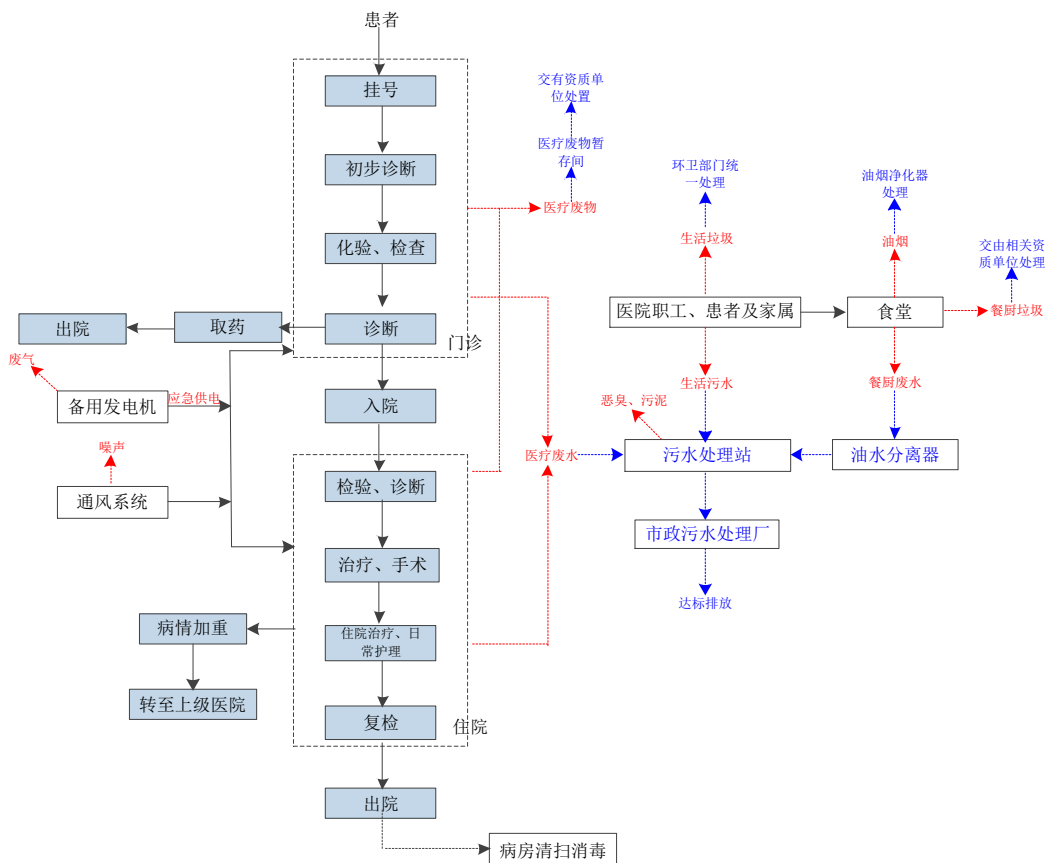 患者
挂号
初步诊断
化验、检查
诊断
门诊
取药
出院
废气
备用发电机
应急供电
噪声
通风系统
入院
检验、诊断
治疗、手术
住院治疗、日
常护理
复检
住院
病情加重
转至上级医院
出院
病房清扫消毒
交有资质单
位处置
医疗废物暂
存间
医疗废物
医疗废水
环卫部门统
一处理
生活垃圾
医院职工、患者及家属
生活污水
恶臭、污泥
污水处理站
市政污水处理厂
达标排放
油烟净化器
处理
油烟
食堂
交由相关资
质单位处理
餐厨垃圾
餐厨废水
油水分离器